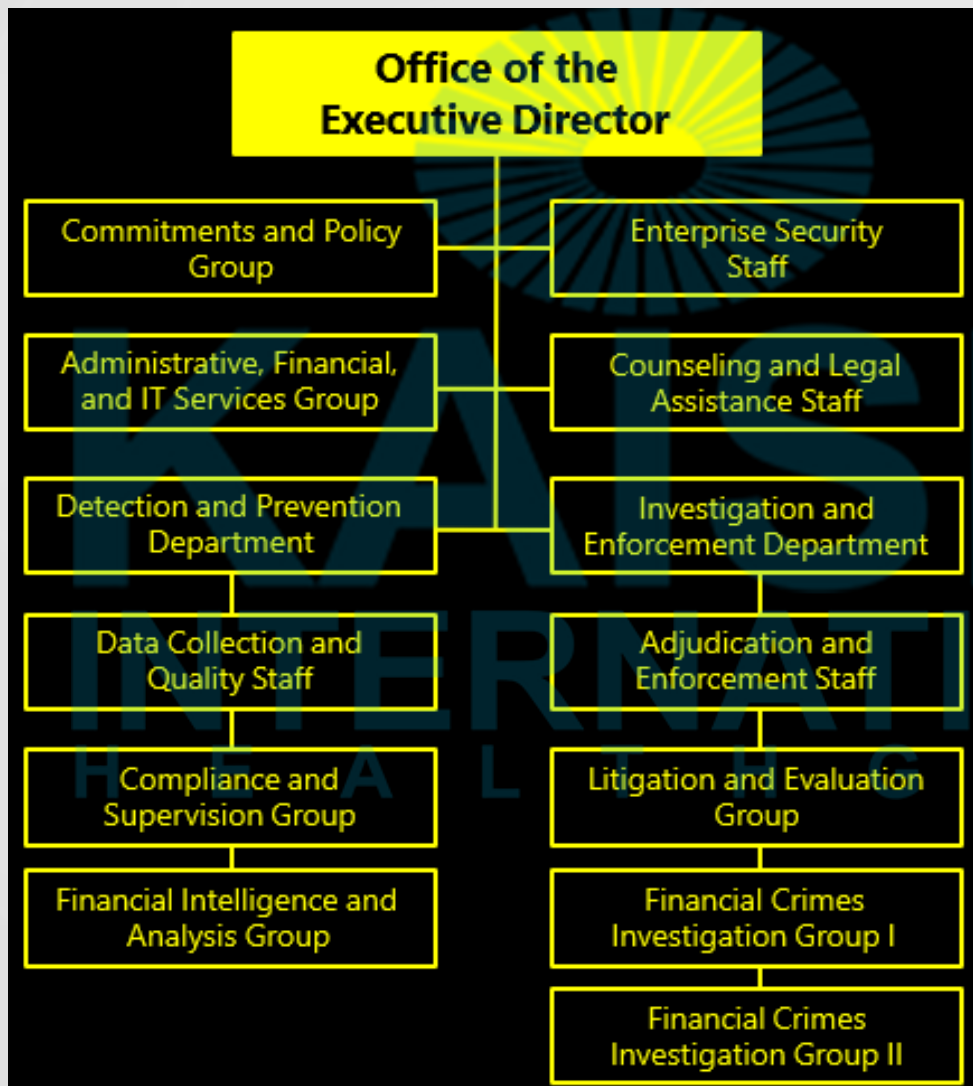 Office of the
Executive Director
Commitments and Policy
Group
Enterprise Security
Staff
Administrative, Financial,
and IT Services Group
Counseling and Legal
Assistance Staff
Detection and Prevention
Department
Investigation and
Enforcement Department
Data Collection and
Quality Staff
Adjudication and
Enforcement Staff
Compliance and
Supervision Group
Litigation and Evaluation
Group
Financial Intelligence and
Analysis Group
Financial Crimes
Investigation Group I
Financial Crimes
Investigation Group II
KAIS
INTERNATI
HEALTHC